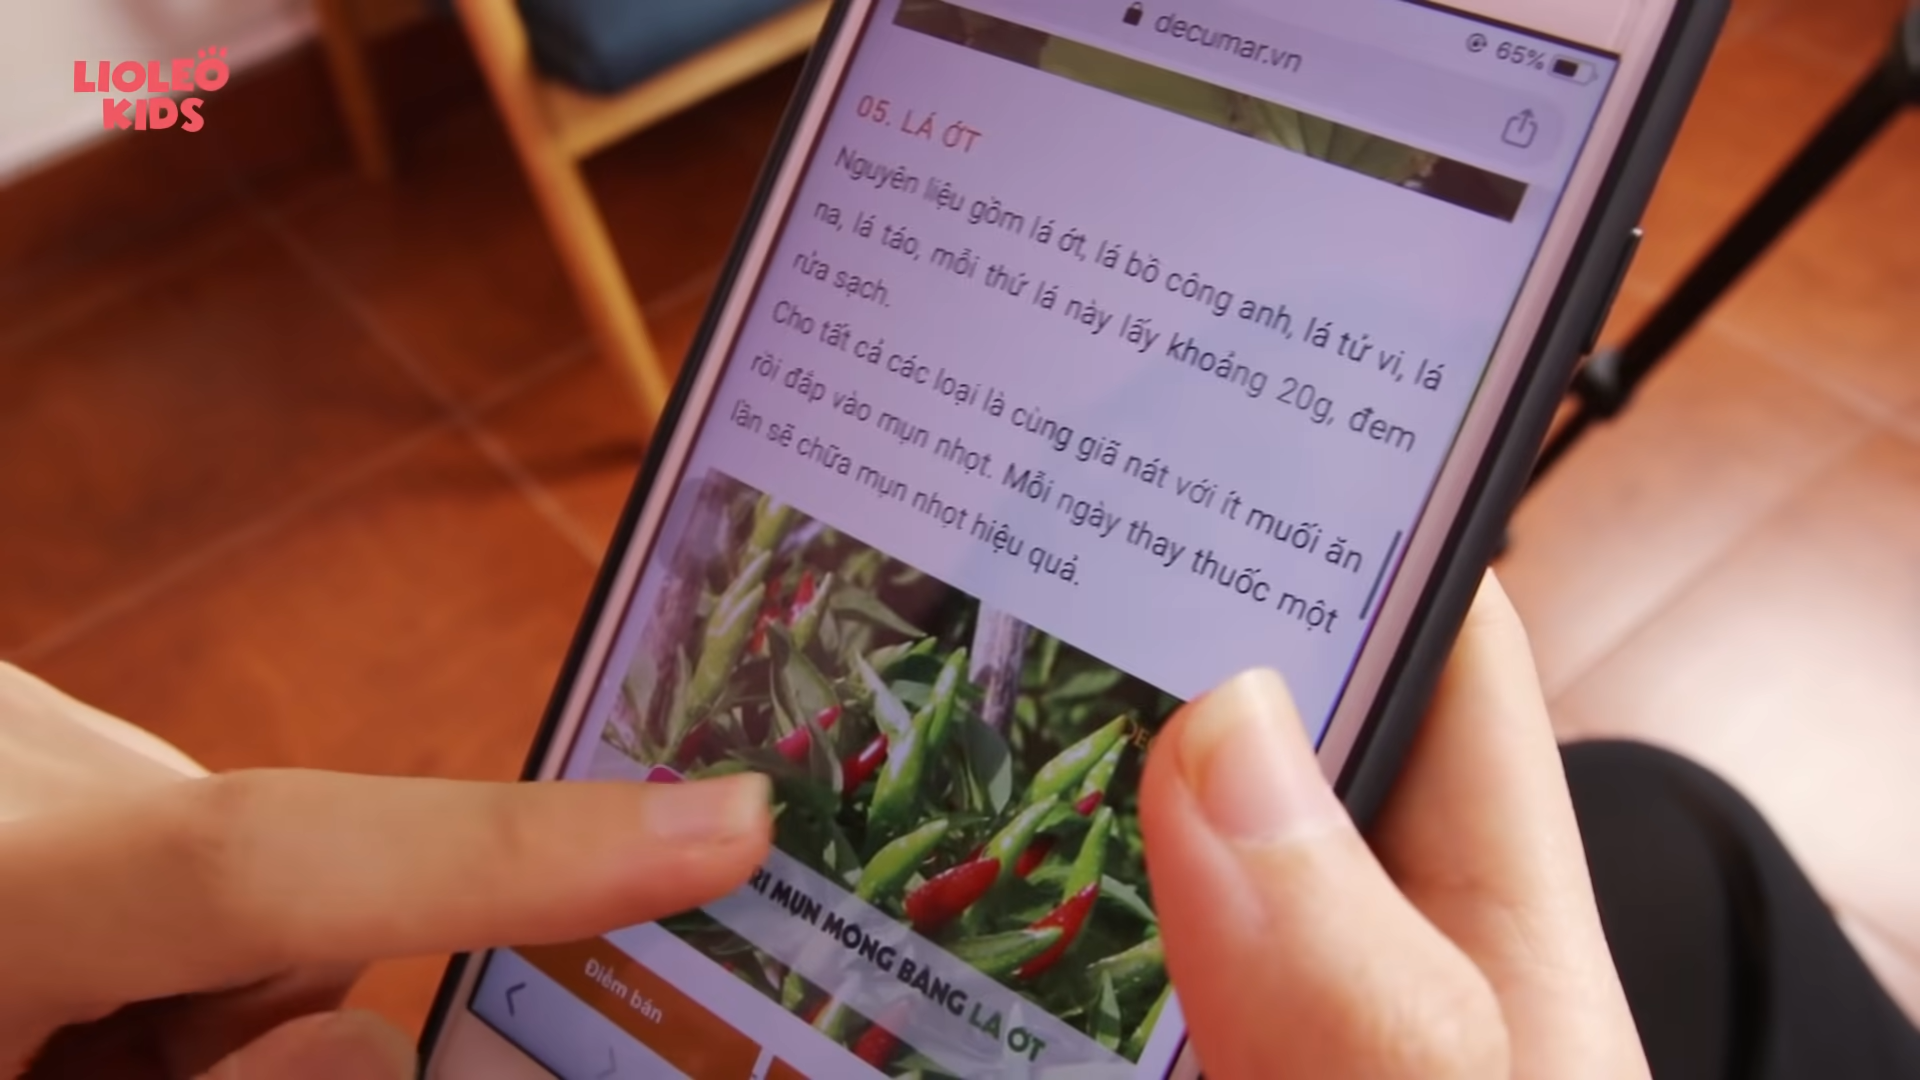 LIOLEO
KIDS
decumar.vn
65%
05. LÁ ỚT
Nguyên liệu gồm lá ớt, lá bồ công anh, lá tử vi, lá
na, lá táo, mỗi thứ lá này lấy khoảng 20g, đem
rửa sạch.
Cho tất cả các loại là cùng giã nát với ít muối ăn
rồi đắp vào mụn nhọt. Mỗi ngày thay thuốc một
lần sẽ chữa mụn nhọt hiệu quả.
RỊ MỤN MÔNG BẰNG LÁ ỚT
Điểm bán